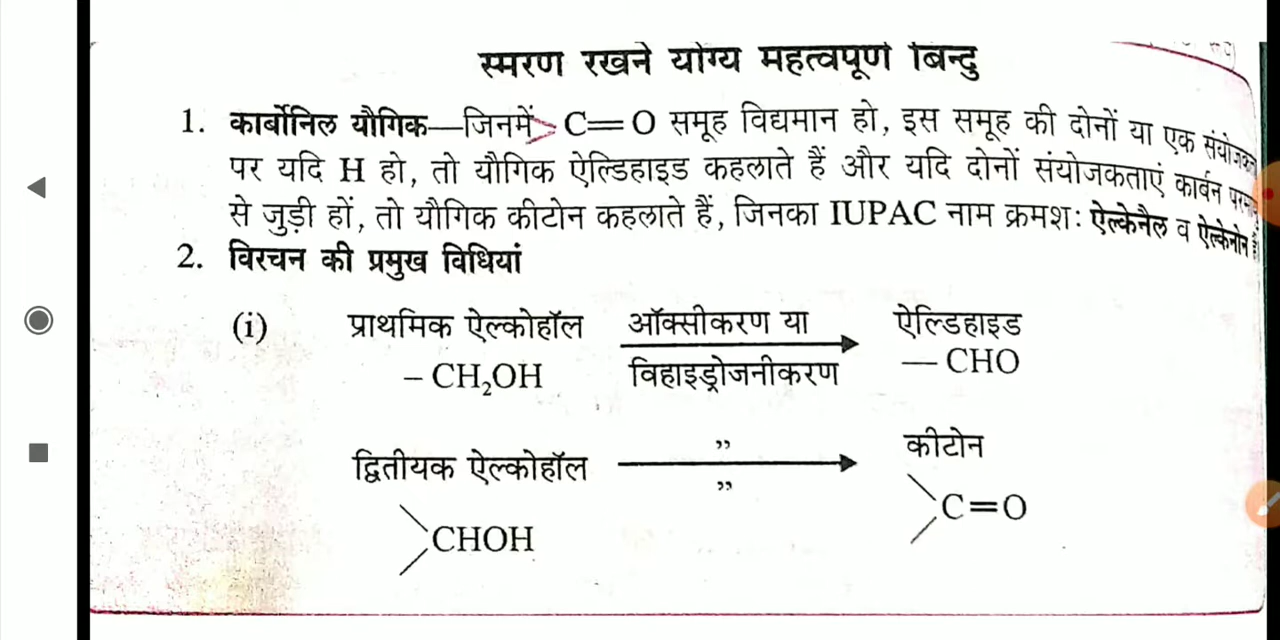 स्मरण रखने योग्य महत्वपूर्ण बिन्दु
1. कार्बोनिल यौगिक—जिनमें >C=O समूह विद्यमान हो, इस समूह की दोनों या एक संयोजकता
पर यदि H हो, तो यौगिक ऐल्डिहाइड कहलाते हैं और यदि दोनों संयोजकताएं कार्बन परमाणु
से जुड़ी हों, तो यौगिक कीटोन कहलाते हैं, जिनका IUPAC नाम क्रमशः ऐल्केनैल व ऐल्केनोन है
2. विरचन की प्रमुख विधियां
(i) प्राथमिक ऐल्कोहॉल ऑक्सीकरण या ऐल्डिहाइड
– CH₂OH विहाइड्रोजनीकरण — CHO
द्वितीयक ऐल्कोहॉल ” कीटोन
”
>CHOH >C=O